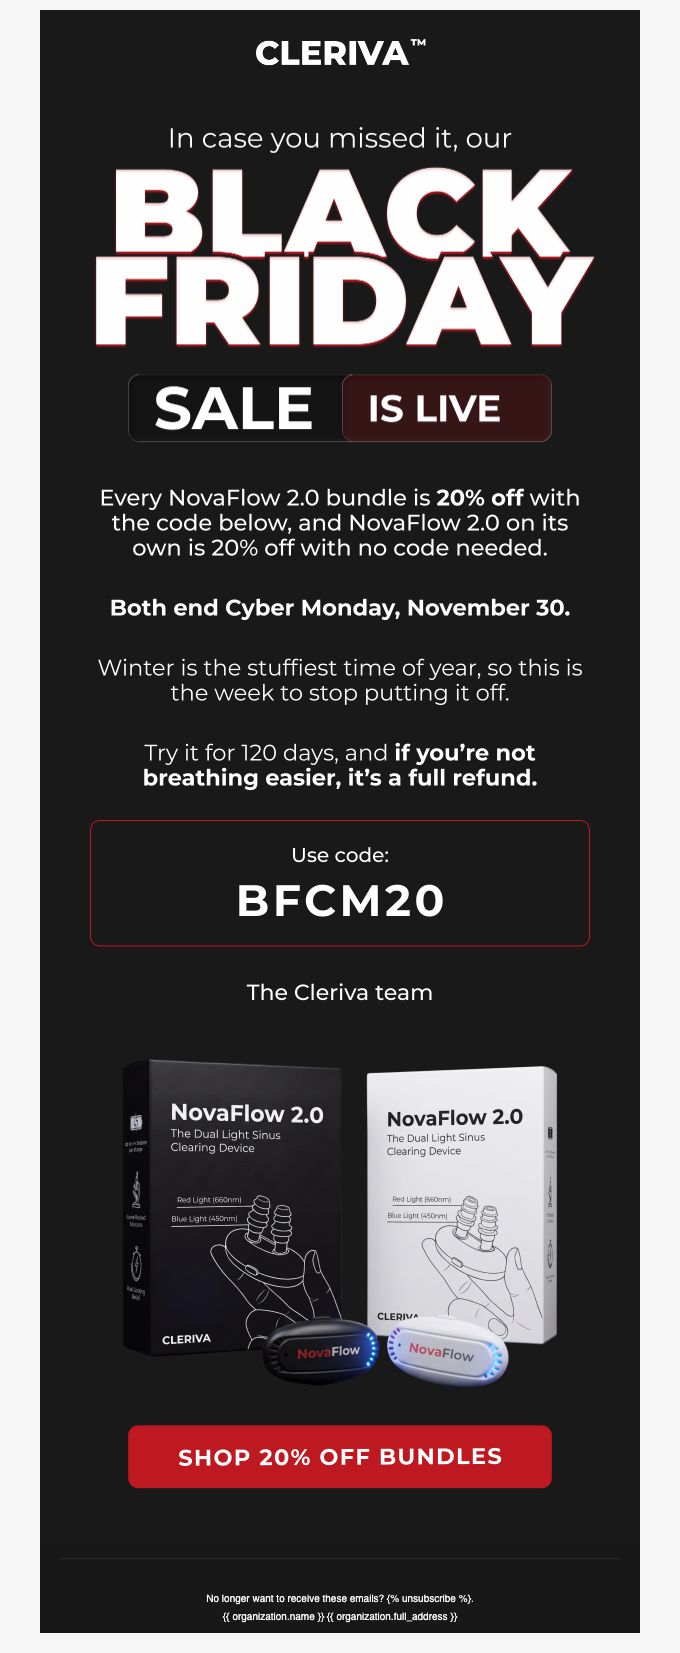 CLERIVA™
In case you missed it, our
BLACK
FRIDAY
SALE IS LIVE
Every NovaFlow 2.0 bundle is 20% off with
the code below, and NovaFlow 2.0 on its
own is 20% off with no code needed.
Both end Cyber Monday, November 30.
Winter is the stuffiest time of year, so this is
the week to stop putting it off.
Try it for 120 days, and if you’re not
breathing easier, it’s a full refund.
Use code:
BFCM20
The Cleriva team
NovaFlow 2.0
The Dual Light Sinus
Clearing Device
Red Light (660nm)
Blue Light (450nm)
CLERIVA
NovaFlow 2.0
The Dual Light Sinus
Clearing Device
Red Light (660nm)
Blue Light (450nm)
CLERIVA
NovaFlow
NovaFlow
SHOP 20% OFF BUNDLES
No longer want to receive these emails? {% unsubscribe %}.
{{ organization.name }} {{ organization.full_address }}